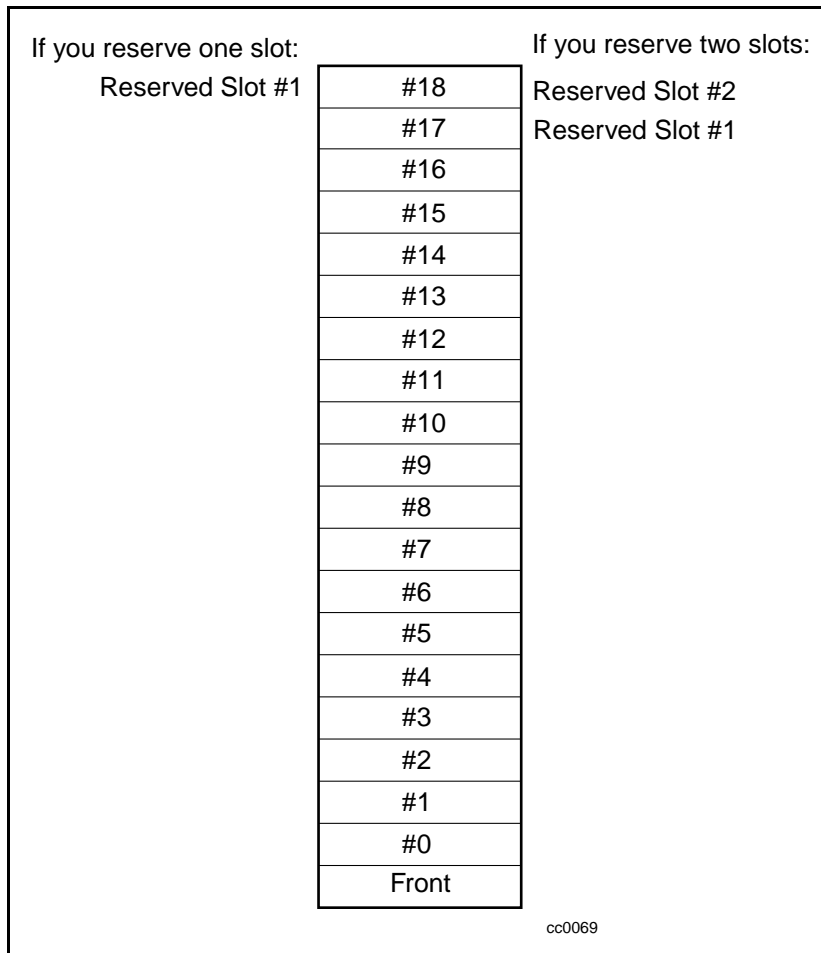 If you reserve one slot:
If you reserve two slots:
Reserved Slot #1
#18
Reserved Slot #2
#17
Reserved Slot #1
#16
#15
#14
#13
#12
#11
#10
#9
#8
#7
#6
#5
#4
#3
#2
#1
#0
Front
cc0069